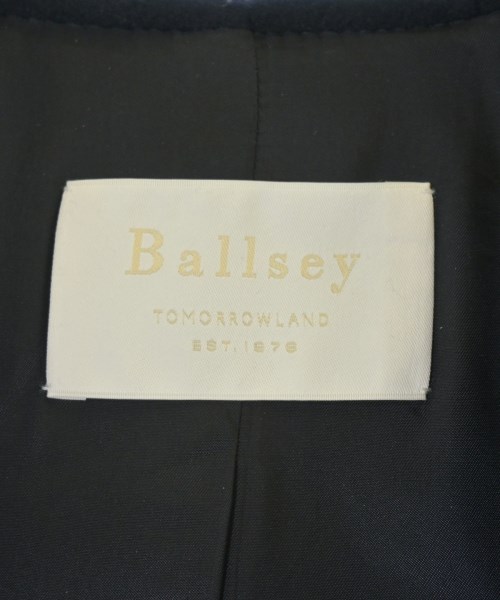 Ballsey
TOMORROWLAND
EST. 1978